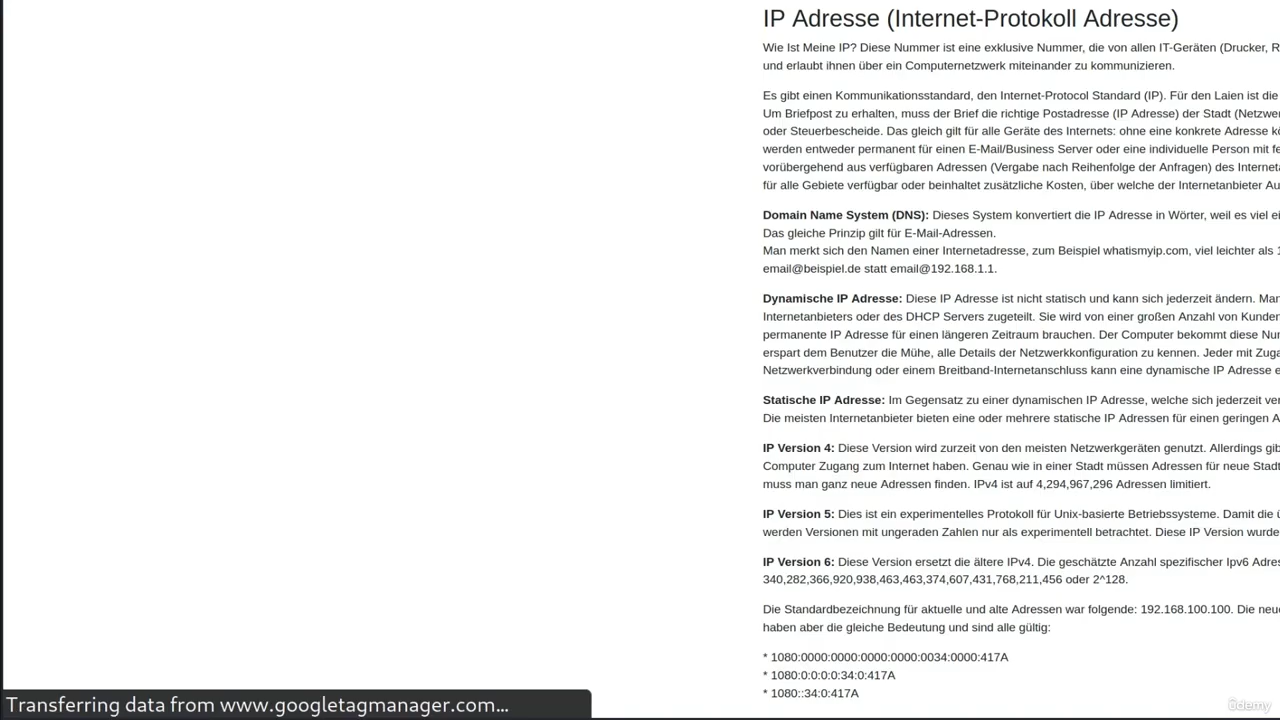 IP Adresse (Internet-Protokoll Adresse)
Wie Ist Meine IP? Diese Nummer ist eine exklusive Nummer, die von allen IT-Geräten (Drucker, R
und erlaubt ihnen über ein Computernetzwerk miteinander zu kommunizieren.
Es gibt einen Kommunikationsstandard, den Internet-Protocol Standard (IP). Für den Laien ist die
Um Briefpost zu erhalten, muss der Brief die richtige Postadresse (IP Adresse) der Stadt (Netzwe
oder Steuerbescheide. Das gleich gilt für alle Geräte des Internets: ohne eine konkrete Adresse kö
werden entweder permanent für einen E-Mail/Business Server oder eine individuelle Person mit fe
vorübergehend aus verfügbaren Adressen (Vergabe nach Reihenfolge der Anfragen) des Interneta
für alle Gebiete verfügbar oder beinhaltet zusätzliche Kosten, über welche der Internetanbieter Au
Domain Name System (DNS): Dieses System konvertiert die IP Adresse in Wörter, weil es viel ei
Das gleiche Prinzip gilt für E-Mail-Adressen.
Man merkt sich den Namen einer Internetadresse, zum Beispiel whatismyip.com, viel leichter als 1
email@beispiel.de statt email@192.168.1.1.
Dynamische IP Adresse: Diese IP Adresse ist nicht statisch und kann sich jederzeit ändern. Man
Internetanbieters oder des DHCP Servers zugeteilt. Sie wird von einer großen Anzahl von Kunden
permanente IP Adresse für einen längeren Zeitraum brauchen. Der Computer bekommt diese Nur
erspart dem Benutzer die Mühe, alle Details der Netzwerkkonfiguration zu kennen. Jeder mit Zuga
Netzwerkverbindung oder einem Breitband-Internetanschluss kann eine dynamische IP Adresse e
Statische IP Adresse: Im Gegensatz zu einer dynamischen IP Adresse, welche sich jederzeit ver
Die meisten Internetanbieter bieten eine oder mehrere statische IP Adressen für einen geringen A
IP Version 4: Diese Version wird zurzeit von den meisten Netzwerkgeräten genutzt. Allerdings gib
Computer Zugang zum Internet haben. Genau wie in einer Stadt müssen Adressen für neue Stadt
muss man ganz neue Adressen finden. IPv4 ist auf 4,294,967,296 Adressen limitiert.
IP Version 5: Dies ist ein experimentelles Protokoll für Unix-basierte Betriebssysteme. Damit die ü
werden Versionen mit ungeraden Zahlen nur als experimentell betrachtet. Diese IP Version wurde
IP Version 6: Diese Version ersetzt die ältere IPv4. Die geschätzte Anzahl spezifischer Ipv6 Adres
340,282,366,920,938,463,463,374,607,431,768,211,456 oder 2^128.
Die Standardbezeichnung für aktuelle und alte Adressen war folgende: 192.168.100.100. Die neue
haben aber die gleiche Bedeutung und sind alle gültig:
* 1080:0000:0000:0000:0000:0034:0000:417A
* 1080:0:0:0:0:34:0:417A
* 1080::34:0:417A
Transferring data from www.googletagmanager.com...
ûdemy